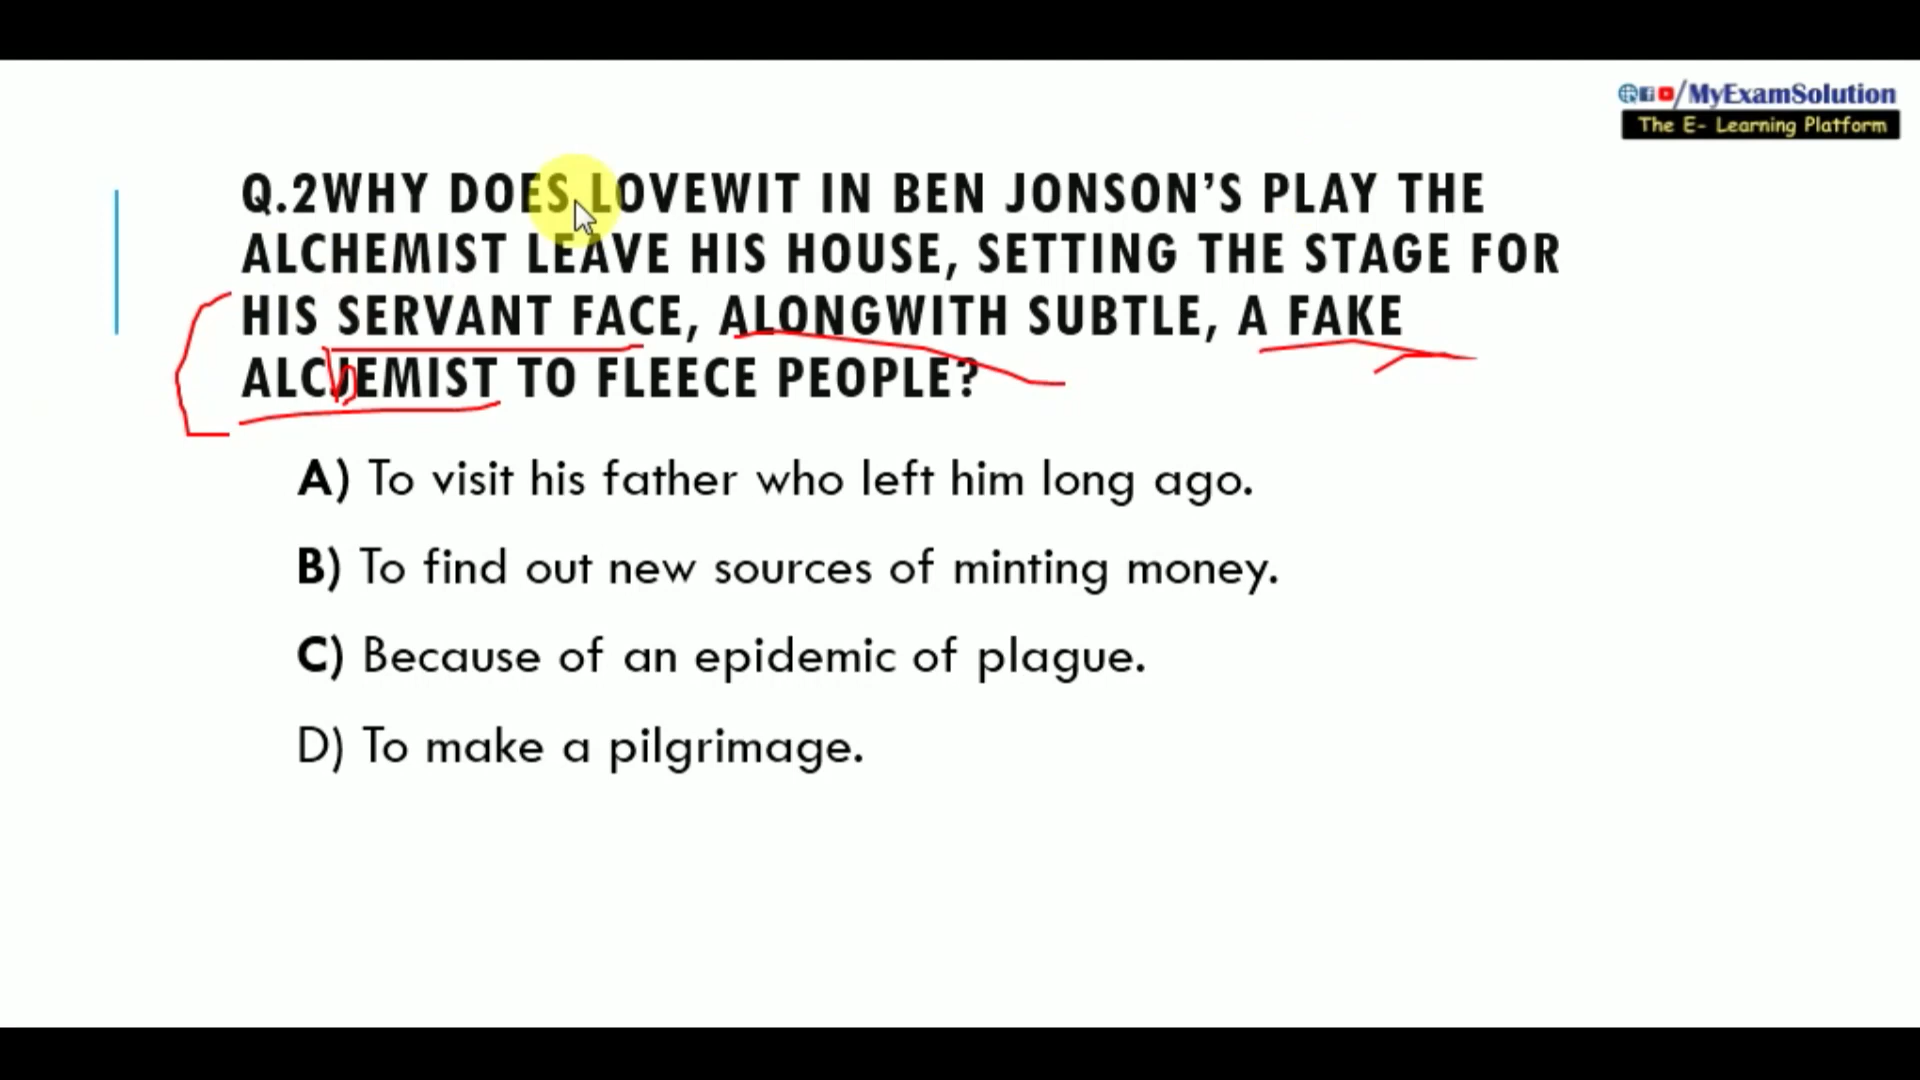 /MyExamSolution
The E- Learning Platform
Q.2WHY DOES LOVEWIT IN BEN JONSON’S PLAY THE
ALCHEMIST LEAVE HIS HOUSE, SETTING THE STAGE FOR
HIS SERVANT FACE, ALONGWITH SUBTLE, A FAKE
ALCHEMIST TO FLEECE PEOPLE?
A) To visit his father who left him long ago.
B) To find out new sources of minting money.
C) Because of an epidemic of plague.
D) To make a pilgrimage.